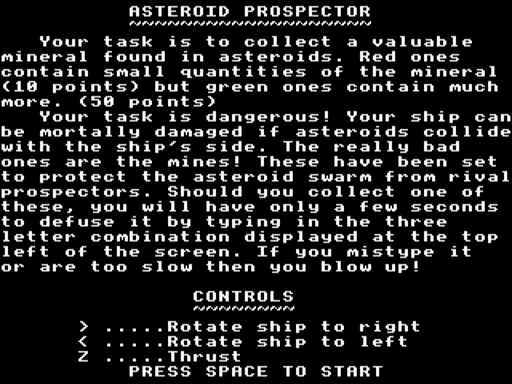 ASTEROID PROSPECTOR
~~~~~~~~~~~~~~~~~~~
Your task is to collect a valuable
mineral found in asteroids. Red ones
contain small quantities of the mineral
(10 points) but green ones contain much
more. (50 points)
Your task is dangerous! Your ship can
be mortally damaged if asteroids collide
with the ship's side. The really bad
ones are the mines! These have been set
to protect the asteroid swarm from rival
prospectors. Should you collect one of
these, you will have only a few seconds
to defuse it by typing in the three
letter combination displayed at the top
left of the screen. If you mistype it
or are too slow then you blow up!
CONTROLS
~~~~~~~~
> .....Rotate ship to right
< .....Rotate ship to left
Z .....Thrust
PRESS SPACE TO START